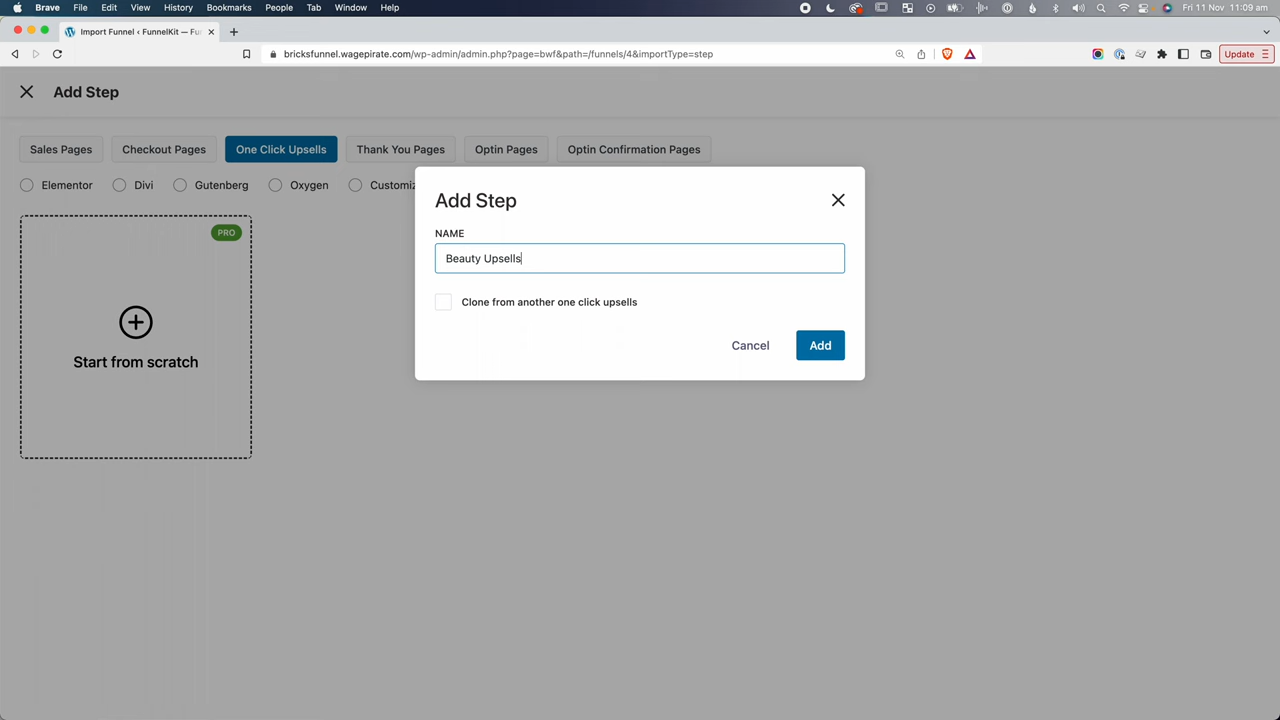 Brave File Edit View History Bookmarks People Tab Window Help Fri 11 Nov 11:09 am
Import Funnel ‹ FunnelKit — Fu
bricksfunnel.wagepirate.com/wp-admin/admin.php?page=bwf&path=/funnels/4&importType=step Update
Add Step
Sales Pages Checkout Pages One Click Upsells Thank You Pages Optin Pages Optin Confirmation Pages
Elementor Divi Gutenberg Oxygen Customiz
PRO
Start from scratch
Add Step
NAME
Beauty Upsells
Clone from another one click upsells
Cancel Add